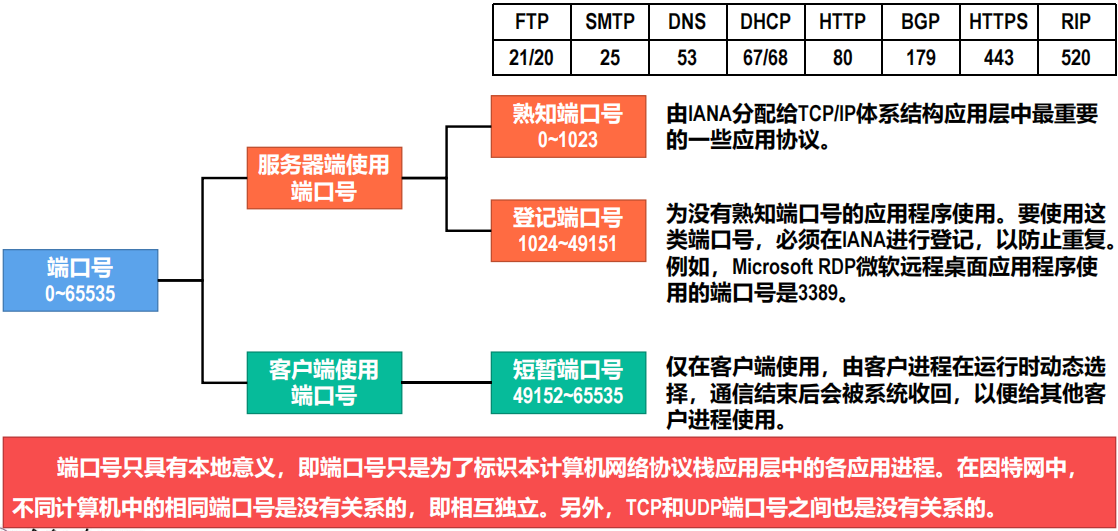 FTP SMTP DNS DHCP HTTP BGP HTTPS RIP
21/20 25 53 67/68 80 179 443 520
熟知端口号
0~1023
由IANA分配给TCP/IP体系结构应用层中最重要
的一些应用协议。
服务器端使用
端口号
登记端口号
1024~49151
为没有熟知端口号的应用程序使用。要使用这
类端口号，必须在IANA进行登记，以防止重复。
例如，Microsoft RDP微软远程桌面应用程序使
用的端口号是3389。
端口号
0~65535
客户端使用
端口号
短暂端口号
49152~65535
仅在客户端使用，由客户进程在运行时动态选
择，通信结束后会被系统收回，以便给其他客
户进程使用。
端口号只具有本地意义，即端口号只是为了标识本计算机网络协议栈应用层中的各应用进程。在因特网中，
不同计算机中的相同端口号是没有关系的，即相互独立。另外，TCP和UDP端口号之间也是没有关系的。